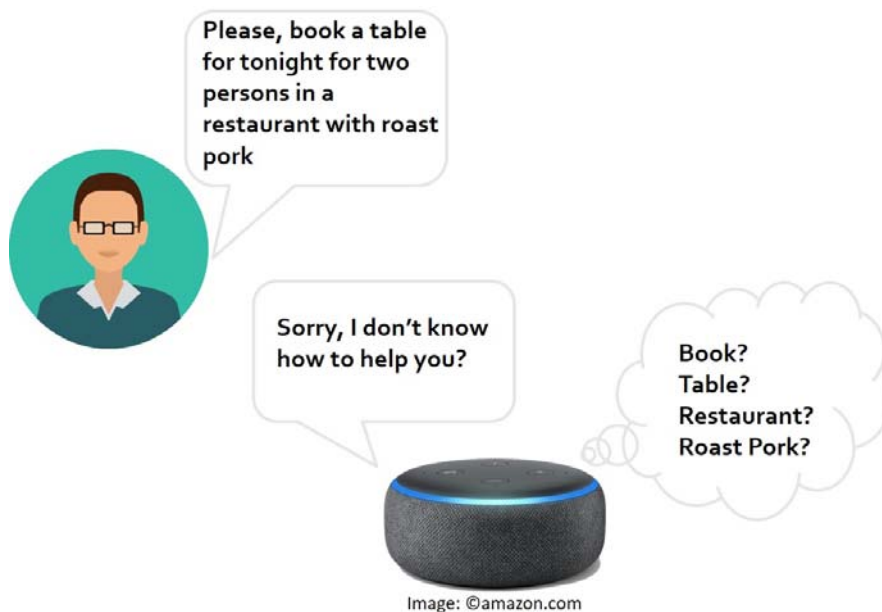 Please, book a table
for tonight for two
persons in a
restaurant with roast
pork
Sorry, I don't know
how to help you?
Book?
Table?
Restaurant?
Roast Pork?
Image: ©amazon.com